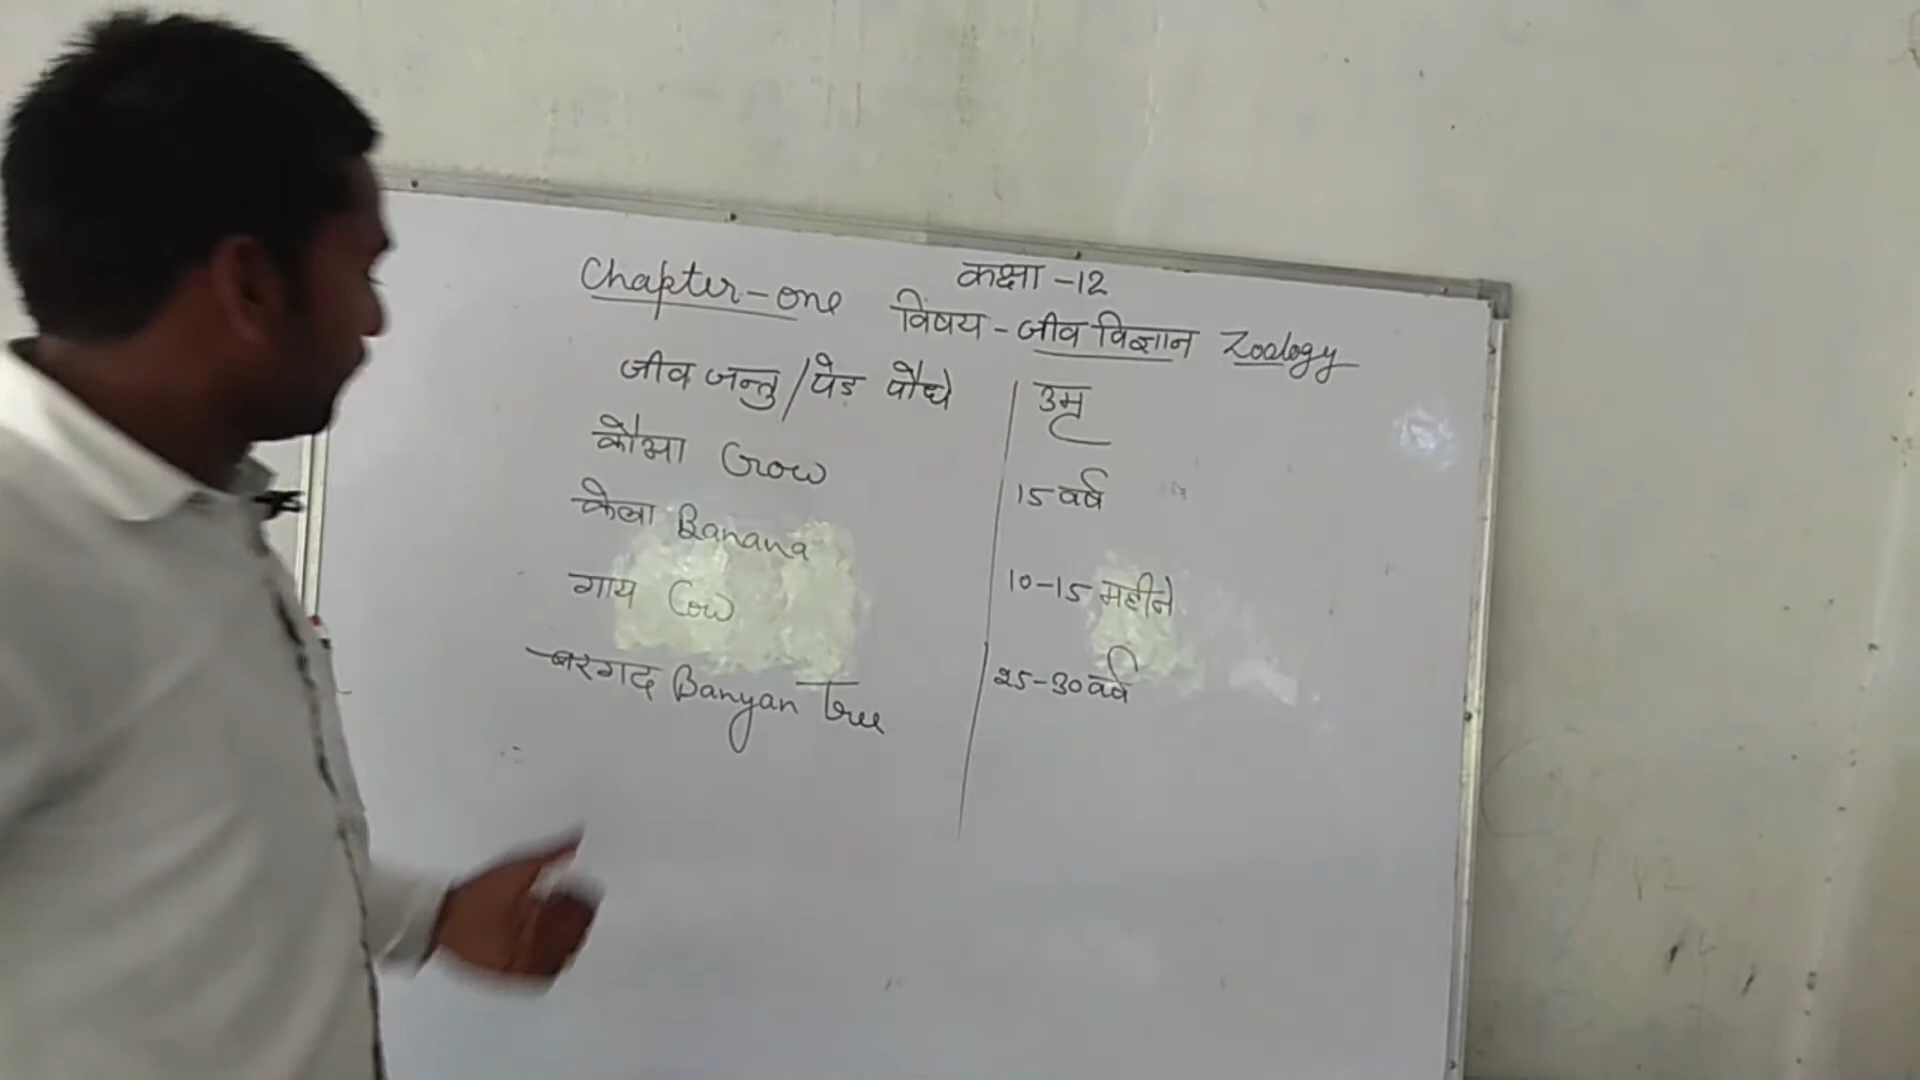 Chapter-one कक्षा -12
विषय - जीव विज्ञान Zoology
जीव जन्तु / पेड़ पौधे | उम्र
कौआ Crow 15 वर्ष
केला Banana 10-15 महीने
गाय Cow 25-30 वर्ष
बरगद Banyan Tree